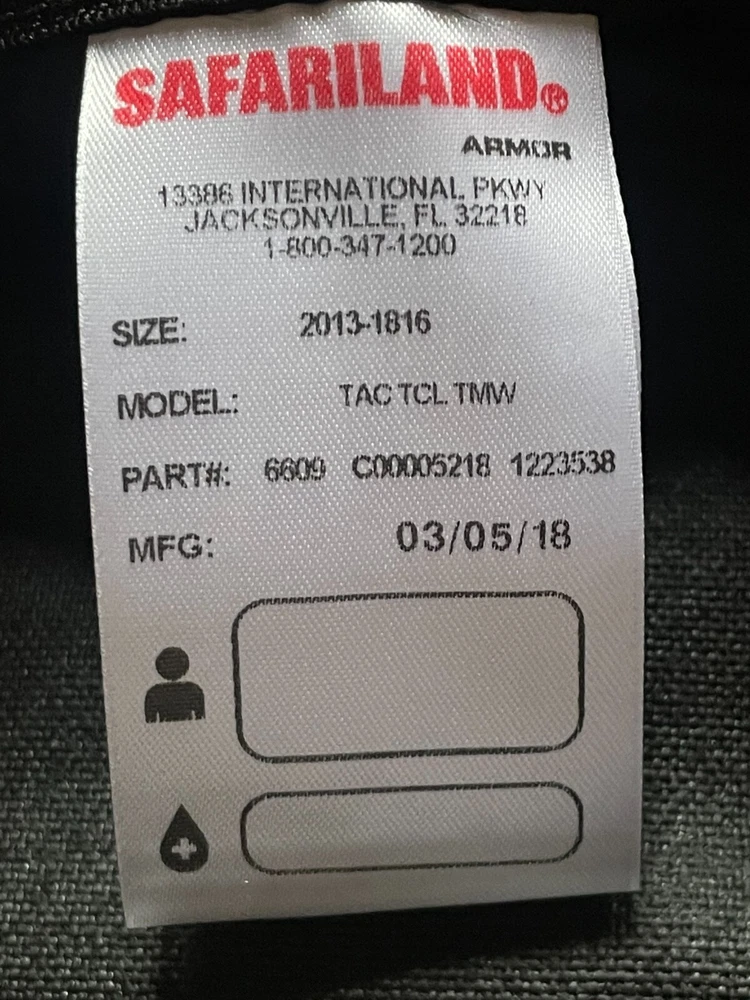 SAFARILAND®
ARMOR
13386 INTERNATIONAL PKWY
JACKSONVILLE, FL 32218
1-800-347-1200
SIZE: 2013-1816
MODEL: TAC TCL TMW
PART#: 6609 C00005218 1223538
MFG: 03/05/18